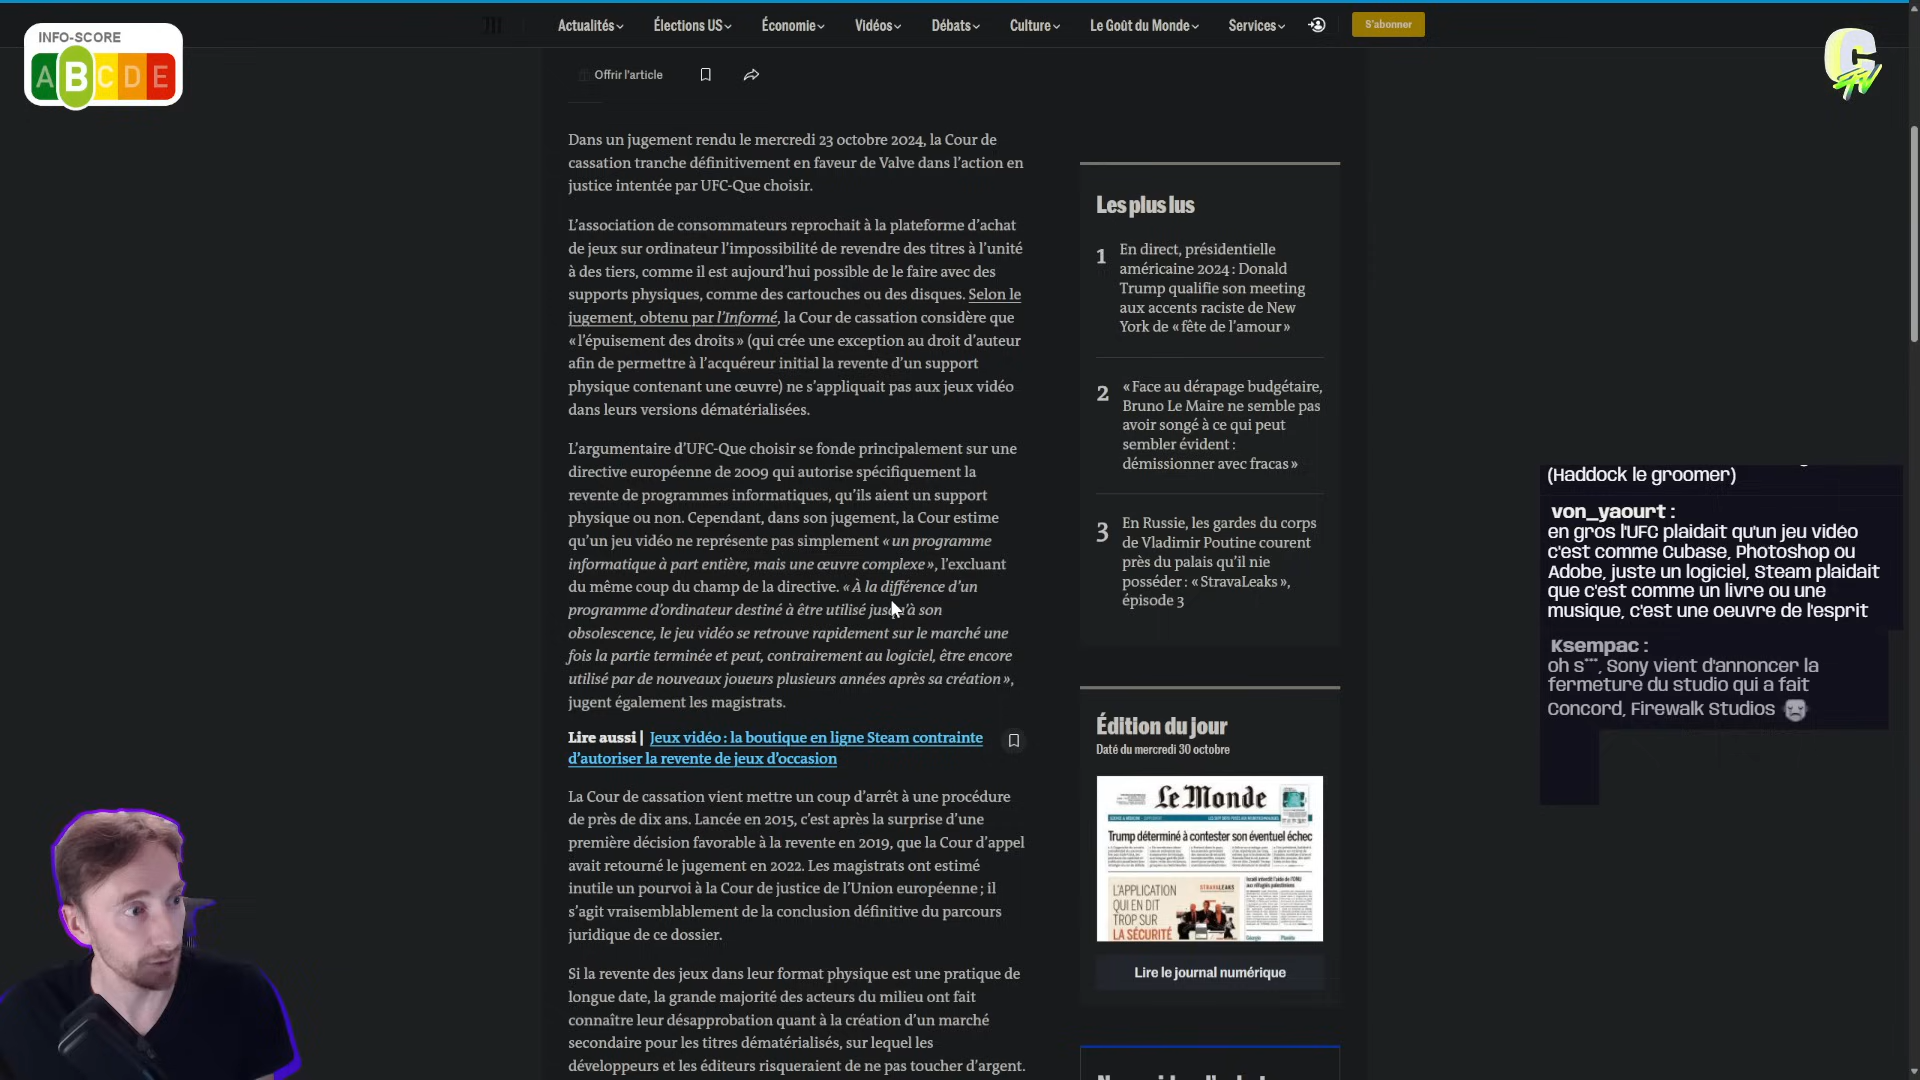 Actualités
Élections US
Économie
Vidéos
Débats
Culture
Le Goût du Monde
Services
S'abonner
INFO-SCORE
A B C D E
C TV
Offrir l'article
Dans un jugement rendu le mercredi 23 octobre 2024, la Cour de
cassation tranche définitivement en faveur de Valve dans l'action en
justice intentée par UFC-Que choisir.
L'association de consommateurs reprochait à la plateforme d'achat
de jeux sur ordinateur l'impossibilité de revendre des titres à l'unité
à des tiers, comme il est aujourd'hui possible de le faire avec des
supports physiques, comme des cartouches ou des disques. Selon le
jugement, obtenu par l'Informé, la Cour de cassation considère que
« l'épuisement des droits » (qui crée une exception au droit d'auteur
afin de permettre à l'acquéreur initial la revente d'un support
physique contenant une œuvre) ne s'appliquait pas aux jeux vidéo
dans leurs versions dématérialisées.
L'argumentaire d'UFC-Que choisir se fonde principalement sur une
directive européenne de 2009 qui autorise spécifiquement la
revente de programmes informatiques, qu'ils aient un support
physique ou non. Cependant, dans son jugement, la Cour estime
qu'un jeu vidéo ne représente pas simplement « un programme
informatique à part entière, mais une œuvre complexe », l'excluant
du même coup du champ de la directive. « À la différence d'un
programme d'ordinateur destiné à être utilisé jusqu'à son
obsolescence, le jeu vidéo se retrouve rapidement sur le marché une
fois la partie terminée et peut, contrairement au logiciel, être encore
utilisé par de nouveaux joueurs plusieurs années après sa création »,
jugent également les magistrats.
Lire aussi | Jeux vidéo : la boutique en ligne Steam contrainte
d'autoriser la revente de jeux d'occasion
La Cour de cassation vient mettre un coup d'arrêt à une procédure
de près de dix ans. Lancée en 2015, c'est après la surprise d'une
première décision favorable à la revente en 2019, que la Cour d'appel
avait retourné le jugement en 2022. Les magistrats ont estimé
inutile un pourvoi à la Cour de justice de l'Union européenne ; il
s'agit vraisemblablement de la conclusion définitive du parcours
juridique de ce dossier.
Si la revente des jeux dans leur format physique est une pratique de
longue date, la grande majorité des acteurs du milieu ont fait
connaître leur désapprobation quant à la création d'un marché
secondaire pour les titres dématérialisés, sur lequel les
développeurs et les éditeurs risqueraient de ne pas toucher d'argent.
Les plus lus
1 En direct, présidentielle
américaine 2024 : Donald
Trump qualifie son meeting
aux accents raciste de New
York de « fête de l'amour »
2 « Face au dérapage budgétaire,
Bruno Le Maire ne semble pas
avoir songé à ce qui peut
sembler évident :
démissionner avec fracas »
3 En Russie, les gardes du corps
de Vladimir Poutine courent
près du palais qu'il nie
posséder : « StravaLeaks »,
épisode 3
Édition du jour
Daté du mercredi 30 octobre
Le Monde
Trump déterminé à contester son éventuel échec
L'APPLICATION
QUI EN DIT
TROP SUR
LA SÉCURITÉ
STRAVALEAKS
Lire le journal numérique
(Haddock le groomer)
von_yaourt :
en gros l'UFC plaidait qu'un jeu vidéo
c'est comme Cubase, Photoshop ou
Adobe, juste un logiciel, Steam plaidait
que c'est comme un livre ou une
musique, c'est une oeuvre de l'esprit
Ksempac :
oh s***, Sony vient d'annoncer la
fermeture du studio qui a fait
Concord, Firewalk Studios